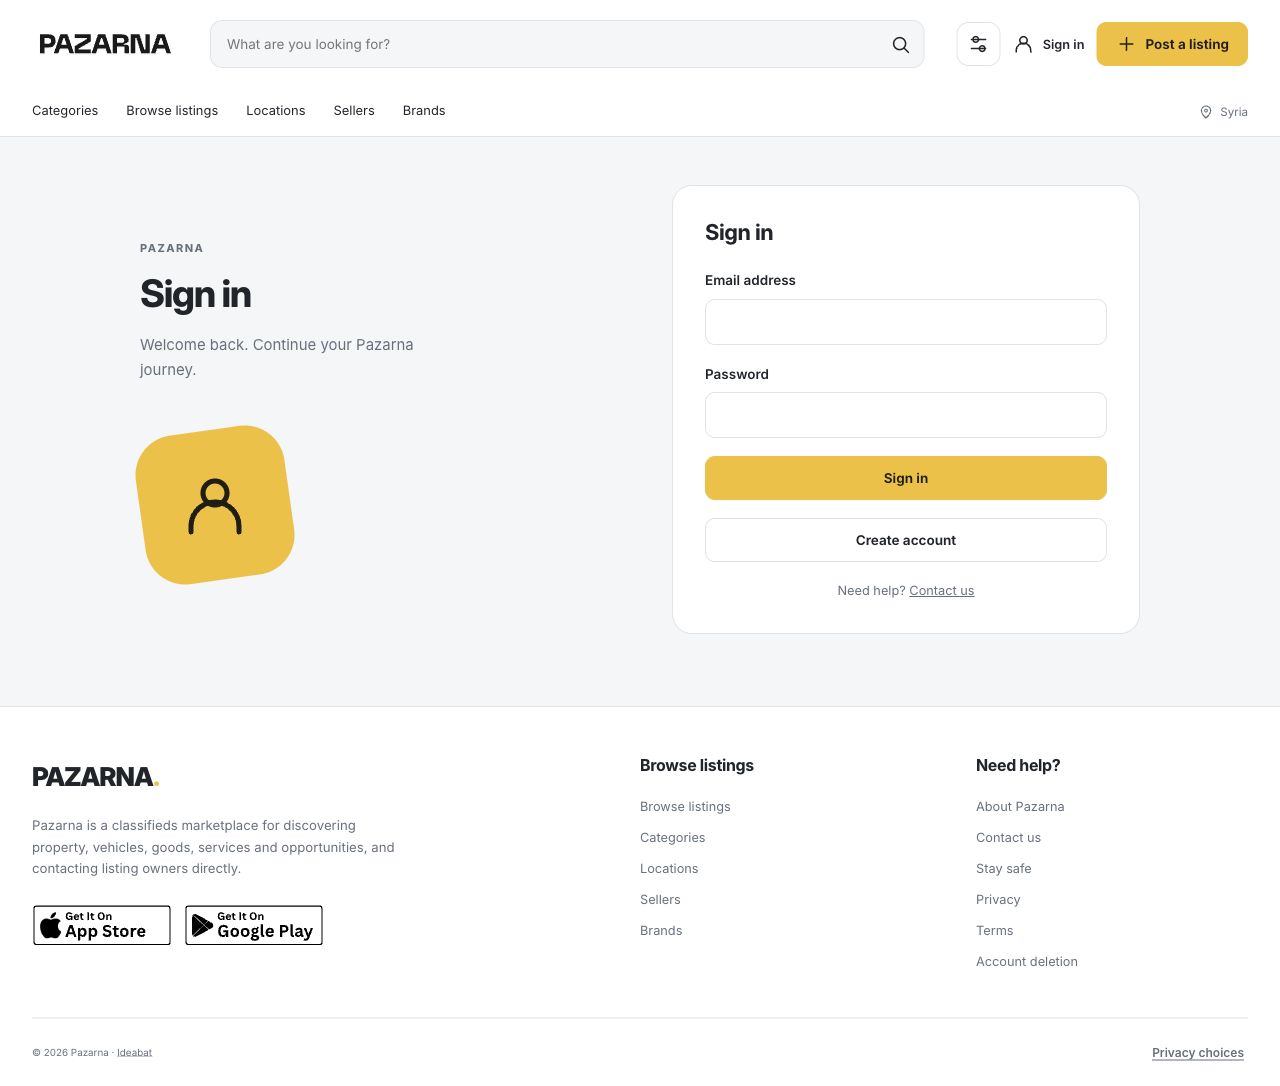 PAZARNA
What are you looking for?
Sign in
Post a listing
Categories
Browse listings
Locations
Sellers
Brands
Syria
PAZARNA
Sign in
Welcome back. Continue your Pazarna
journey.
Sign in
Email address
Password
Sign in
Create account
Need help? Contact us
PAZARNA.
Pazarna is a classifieds marketplace for discovering
property, vehicles, goods, services and opportunities, and
contacting listing owners directly.
Get It On
App Store
Get It On
Google Play
Browse listings
Browse listings
Categories
Locations
Sellers
Brands
Need help?
About Pazarna
Contact us
Stay safe
Privacy
Terms
Account deletion
© 2026 Pazarna · Ideabat
Privacy choices